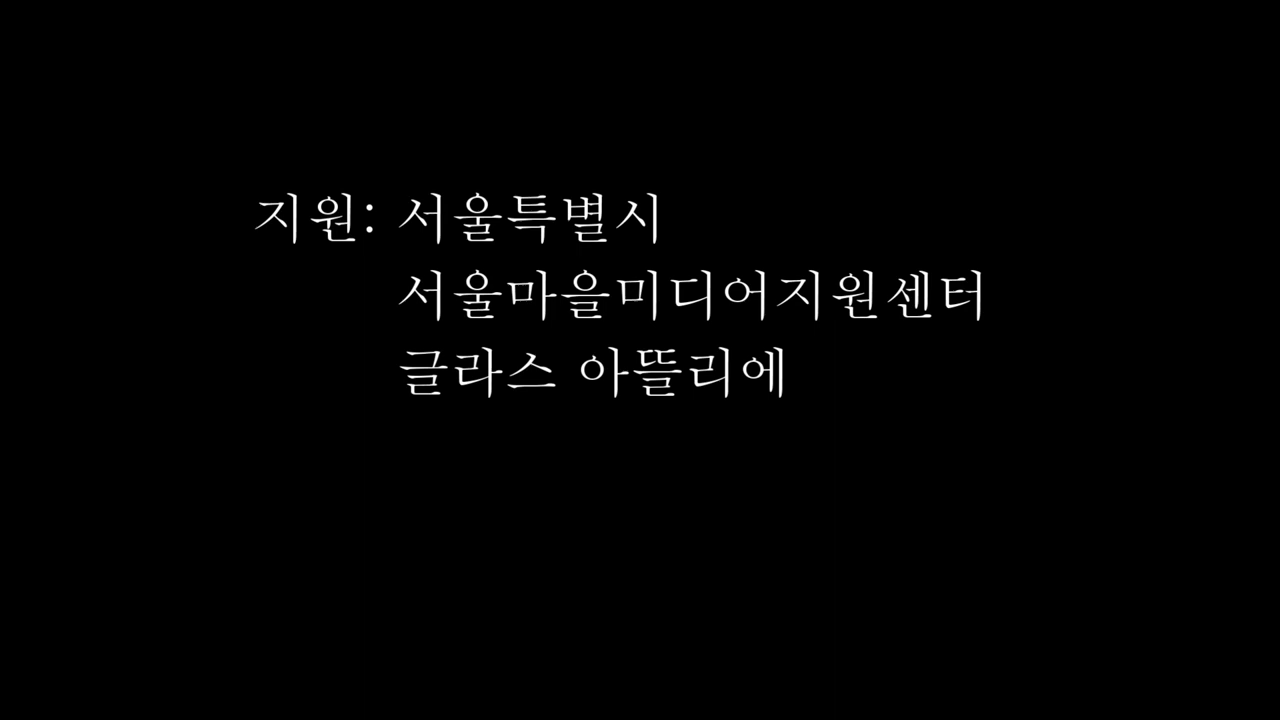 지원: 서울특별시
서울마을미디어지원센터
글라스 아뜰리에